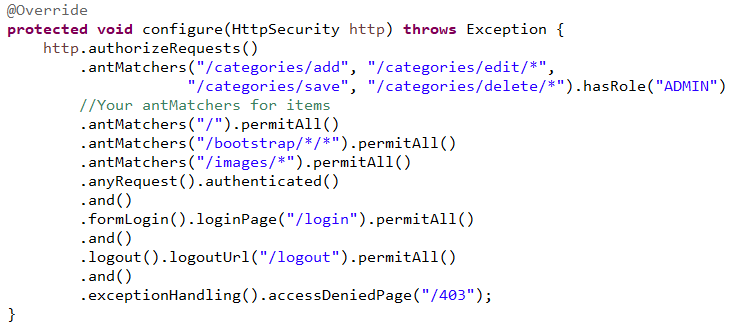 @Override
protected void configure(HttpSecurity http) throws Exception {
    http.authorizeRequests()
        .antMatchers("/categories/add", "/categories/edit/*",
                    "/categories/save", "/categories/delete/*").hasRole("ADMIN")
        //Your antMatchers for items
        .antMatchers("/").permitAll()
        .antMatchers("/bootstrap/*/*").permitAll()
        .antMatchers("/images/*").permitAll()
        .anyRequest().authenticated()
        .and()
        .formLogin().loginPage("/login").permitAll()
        .and()
        .logout().logoutUrl("/logout").permitAll()
        .and()
        .exceptionHandling().accessDeniedPage("/403");
}